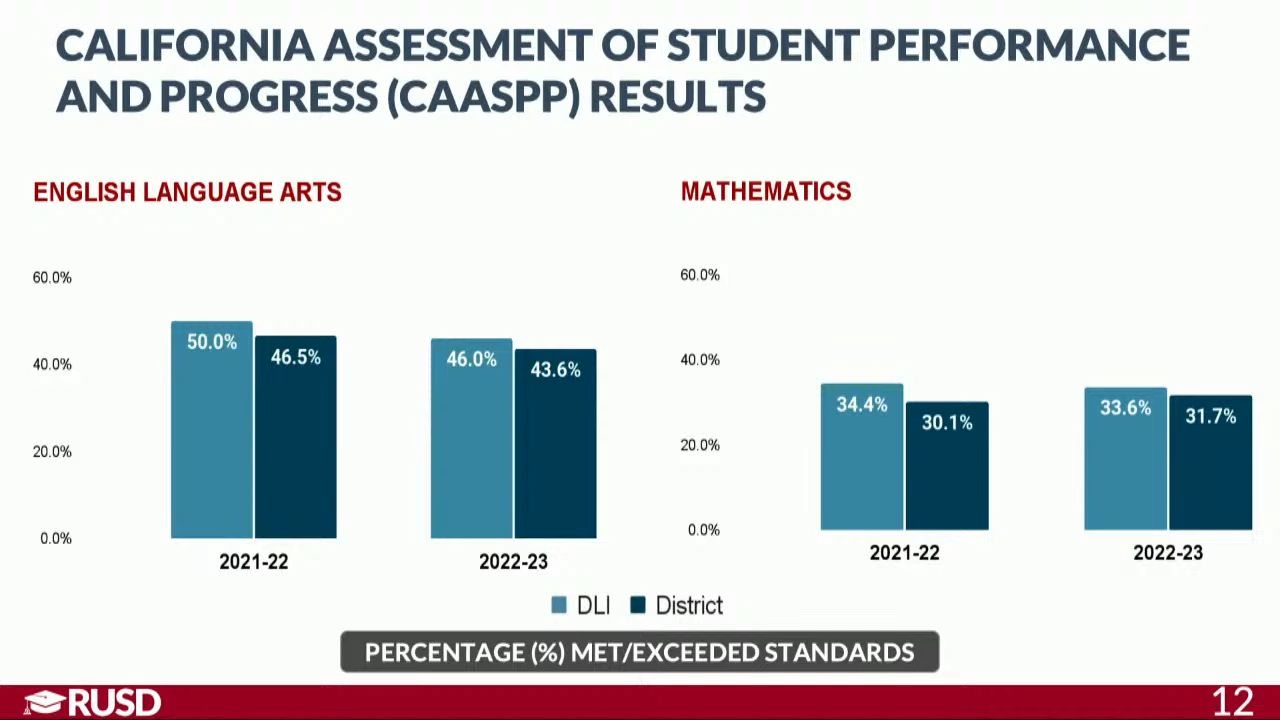 CALIFORNIA ASSESSMENT OF STUDENT PERFORMANCE
AND PROGRESS (CAASPP) RESULTS
ENGLISH LANGUAGE ARTS
60.0%
40.0%
20.0%
0.0%
50.0%
46.5%
46.0%
43.6%
2021-22
2022-23
MATHEMATICS
60.0%
40.0%
20.0%
0.0%
34.4%
30.1%
33.6%
31.7%
2021-22
2022-23
DLI
District
PERCENTAGE (%) MET/EXCEEDED STANDARDS
RUSD
12